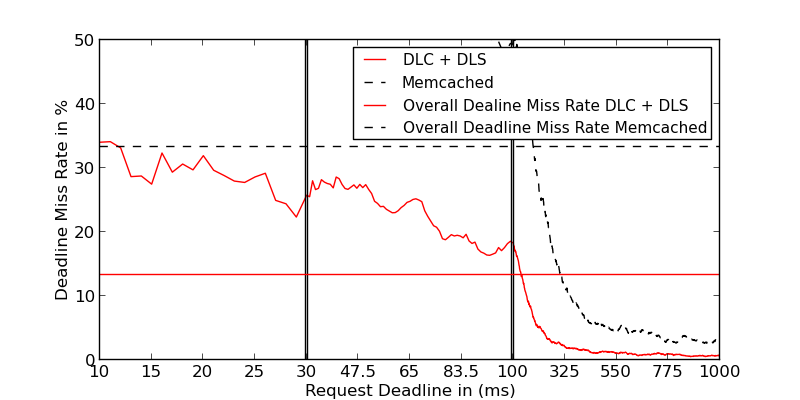 50
40
30
20
10
0
Deadline Miss Rate in %
DLC + DLS
Memcached
Overall Dealine Miss Rate DLC + DLS
Overall Deadline Miss Rate Memcached
10 15 20 25 30 47.5 65 83.5 100 325 550 775 1000
Request Deadline in (ms)